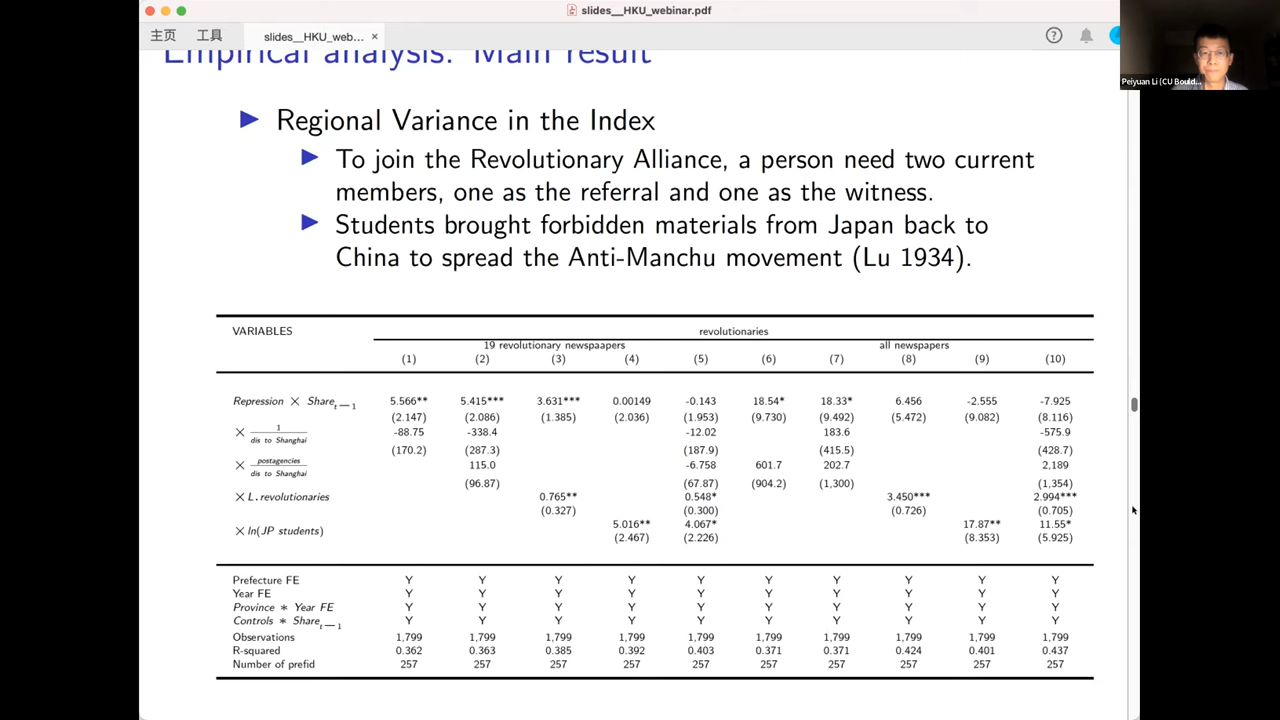 slides__HKU_webinar.pdf
主页 工具 slides__HKU_web... ×
Peiyuan Li (CU Bould...
Empirical analysis: Main result
Regional Variance in the Index
To join the Revolutionary Alliance, a person need two current
members, one as the referral and one as the witness.
Students brought forbidden materials from Japan back to
China to spread the Anti-Manchu movement (Lu 1934).
VARIABLES revolutionaries
19 revolutionary newspaapers all newspapers
(1) (2) (3) (4) (5) (6) (7) (8) (9) (10)
Repression × Share t−1 5.566** 5.415*** 3.631*** 0.00149 -0.143 18.54* 18.33* 6.456 -2.555 -7.925
(2.147) (2.086) (1.385) (2.036) (1.953) (9.730) (9.492) (5.472) (9.082) (8.116)
× 1 / dis to Shanghai -88.75 -338.4 -12.02 183.6 -575.9
(170.2) (287.3) (187.9) (415.5) (428.7)
× postagencies / dis to Shanghai 115.0 -6.758 601.7 202.7 2,189
(96.87) (67.87) (904.2) (1,300) (1,354)
× L.revolutionaries 0.765** 0.548* 3.450*** 2.994***
(0.327) (0.300) (0.726) (0.705)
× ln(JP students) 5.016** 4.067* 17.87** 11.55*
(2.467) (2.226) (8.353) (5.925)
Prefecture FE Y Y Y Y Y Y Y Y Y Y
Year FE Y Y Y Y Y Y Y Y Y Y
Province * Year FE Y Y Y Y Y Y Y Y Y Y
Controls * Share t−1 Y Y Y Y Y Y Y Y Y Y
Observations 1,799 1,799 1,799 1,799 1,799 1,799 1,799 1,799 1,799 1,799
R-squared 0.362 0.363 0.385 0.392 0.403 0.371 0.371 0.424 0.401 0.437
Number of prefid 257 257 257 257 257 257 257 257 257 257